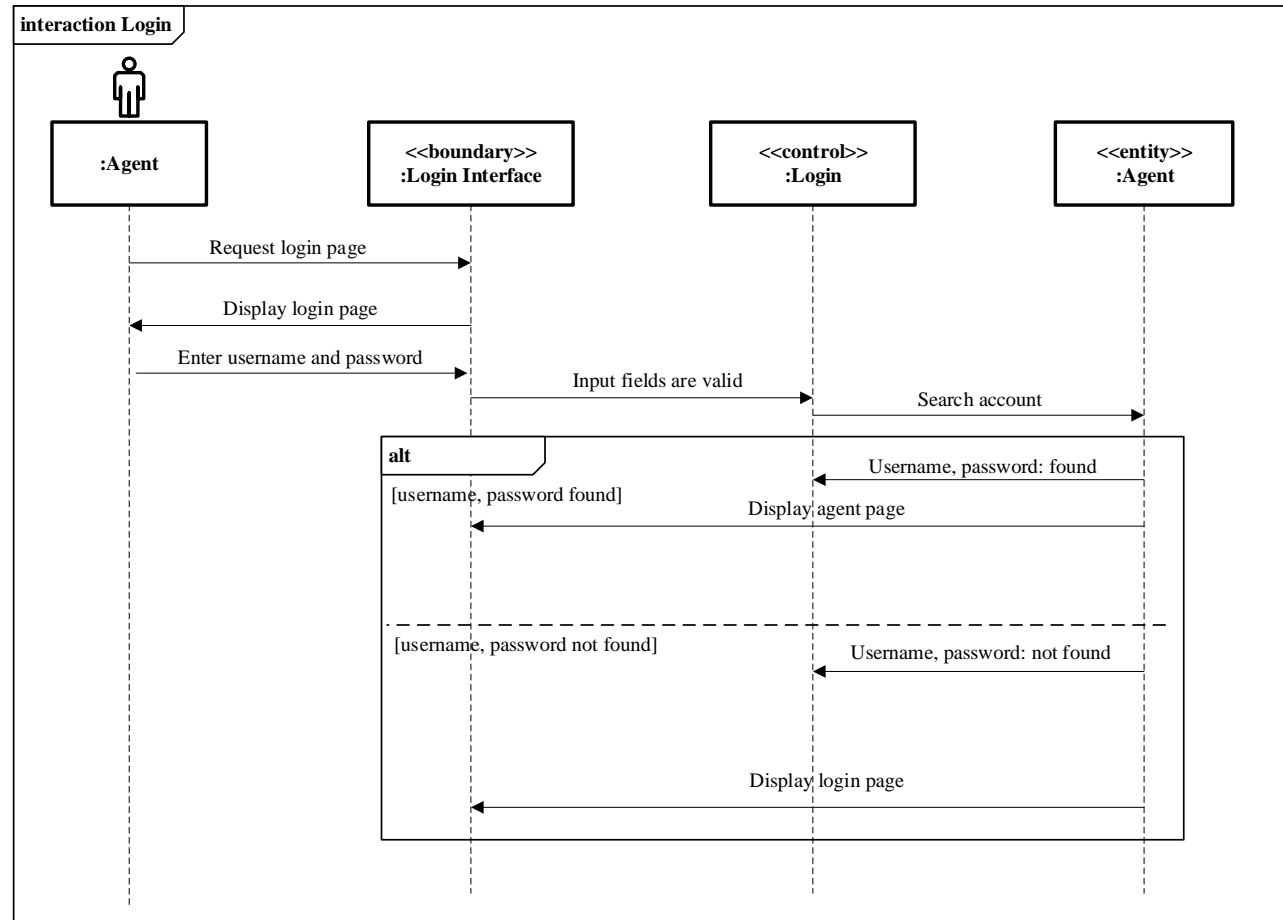 interaction Login
:Agent
<<boundary>>
:Login Interface
<<control>>
:Login
<<entity>>
:Agent
Request login page
Display login page
Enter username and password
Input fields are valid
Search account
alt
Username, password: found
[username, password found]
Display agent page
[username, password not found]
Username, password: not found
Display login page